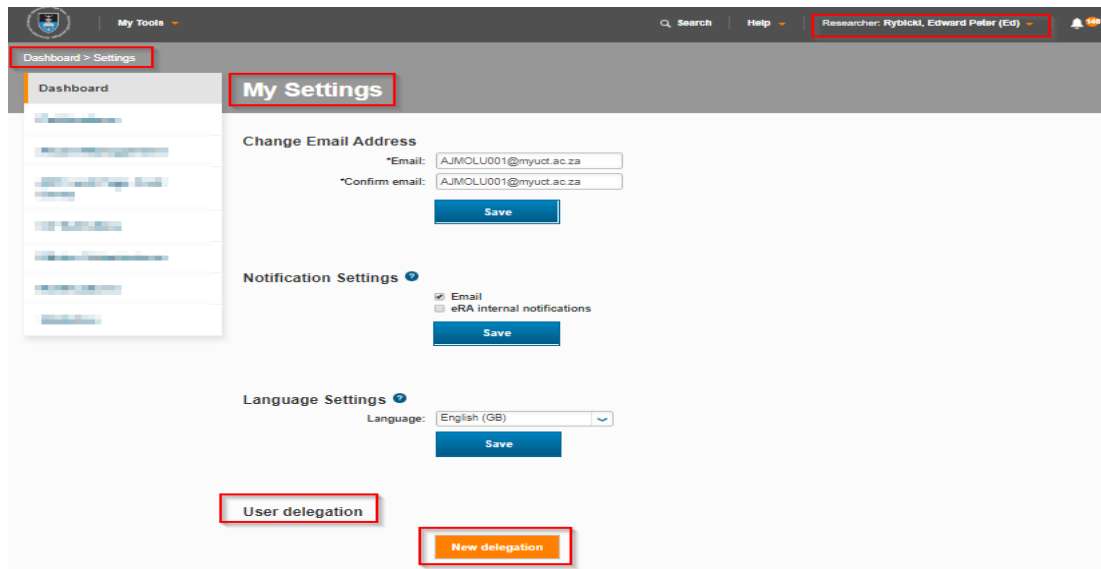 My Tools
Search
Help
Researcher: Rybicki, Edward Peter (Ed)
Dashboard > Settings
Dashboard
My Settings
Change Email Address
*Email: AJMOLU001@myuct.ac.za
*Confirm email: AJMOLU001@myuct.ac.za
Save
Notification Settings ?
Email
eRA internal notifications
Save
Language Settings ?
Language: English (GB)
Save
User delegation
New delegation